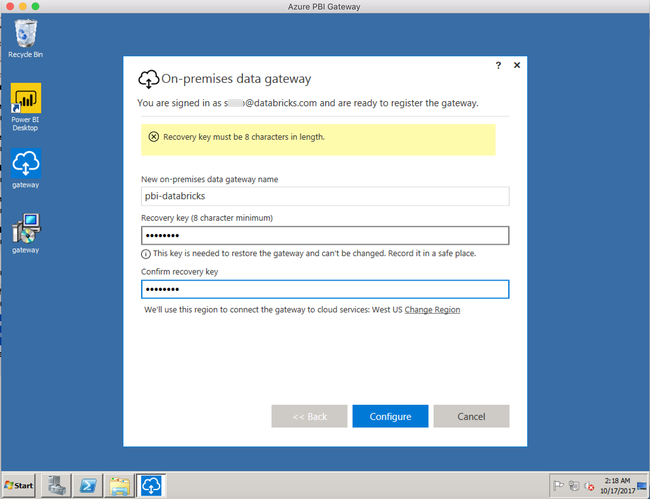 Azure PBI Gateway
Recycle Bin
Power BI
Desktop
gateway
gateway
? ×
On-premises data gateway
You are signed in as s o@databricks.com and are ready to register the gateway.
Recovery key must be 8 characters in length.
New on-premises data gateway name
pbi-databricks
Recovery key (8 character minimum)
••••••••
This key is needed to restore the gateway and can't be changed. Record it in a safe place.
Confirm recovery key
••••••••
We'll use this region to connect the gateway to cloud services: West US Change Region
<< Back Configure Cancel
Start
2:18 AM
10/17/2017